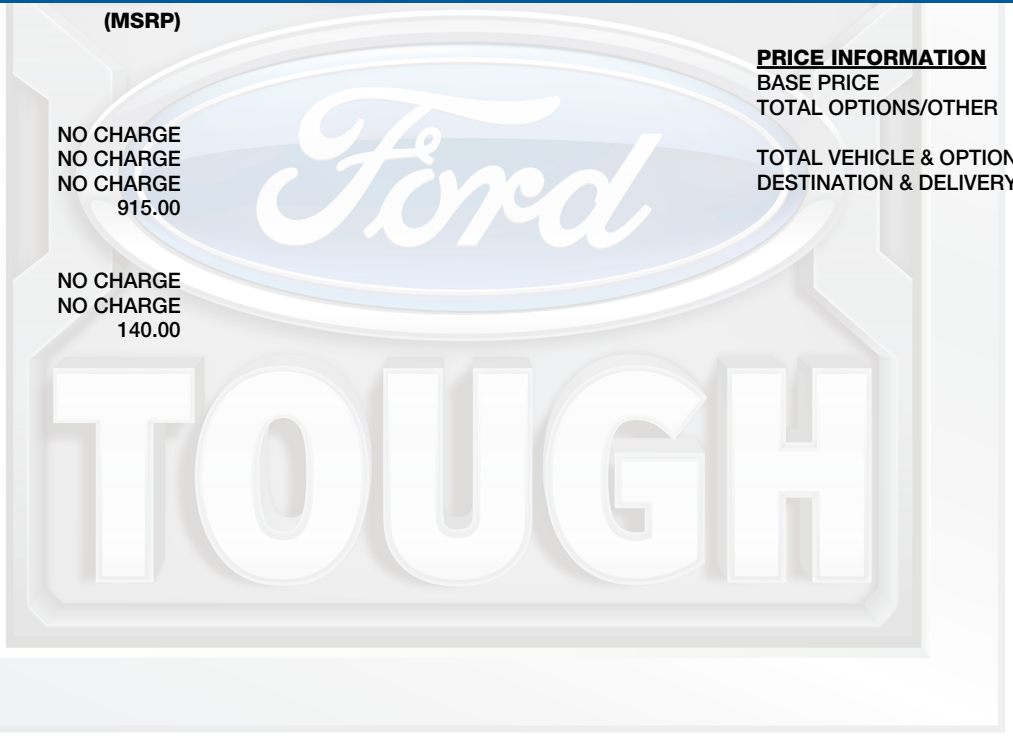 (MSRP)
NO CHARGE
NO CHARGE
NO CHARGE
915.00
NO CHARGE
NO CHARGE
140.00
PRICE INFORMATION
BASE PRICE
TOTAL OPTIONS/OTHER
TOTAL VEHICLE & OPTION
DESTINATION & DELIVERY
Ford
TOUGH